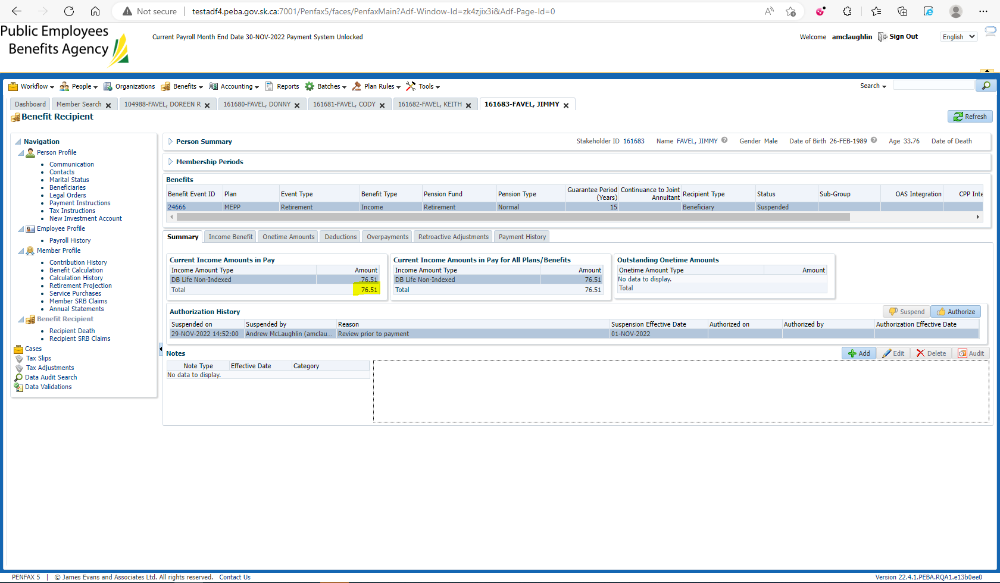 Not secure | testadf4.peba.gov.sk.ca:7001/Penfax5/faces/PenfaxMain?Adf-Window-Id=zk4zjix3i&Adf-Page-Id=0
Public Employees
Benefits Agency
Current Payroll Month End Date 30-NOV-2022 Payment System Unlocked
Welcome amclaughlin Sign Out English
Workflow People Organizations Benefits Accounting Reports Batches Plan Rules Tools Search
Dashboard Member Search 104988-FAVEL, DOREEN R 161680-FAVEL, DONNY 161681-FAVEL, CODY 161682-FAVEL, KEITH 161683-FAVEL, JIMMY
Benefit Recipient Refresh
Navigation
Person Profile
Communication
Contacts
Marital Status
Beneficiaries
Legal Orders
Payment Instructions
Tax Instructions
New Investment Account
Employee Profile
Payroll History
Member Profile
Contribution History
Benefit Calculation
Calculation History
Retirement Projection
Service Purchases
Member SRB Claims
Annual Statements
Benefit Recipient
Recipient Death
Recipient SRB Claims
Cases
Tax Slips
Tax Adjustments
Data Audit Search
Data Validations
Person Summary Stakeholder ID 161683 Name FAVEL, JIMMY Gender Male Date of Birth 26-FEB-1989 Age 33.76 Date of Death
Membership Periods
Benefits
Benefit Event ID Plan Event Type Benefit Type Pension Fund Pension Type Guarantee Period (Years) Continuance to Joint Annuitant Recipient Type Status Sub-Group OAS Integration CPP Inte
24666 MEPP Retirement Income Retirement Normal 15 Beneficiary Suspended
Summary Income Benefit Onetime Amounts Deductions Overpayments Retroactive Adjustments Payment History
Current Income Amounts in Pay
Income Amount Type Amount
DB Life Non-Indexed 76.51
Total 76.51
Current Income Amounts in Pay for All Plans/Benefits
Income Amount Type Amount
DB Life Non-Indexed 76.51
Total 76.51
Outstanding Onetime Amounts
Onetime Amount Type Amount
No data to display.
Total
Authorization History Suspend Authorize
Suspended on Suspended by Reason Suspension Effective Date Authorized on Authorized by Authorization Effective Date
29-NOV-2022 14:52:00 Andrew McLaughlin (amclau... Review prior to payment 01-NOV-2022
Notes Add Edit Delete Audit
Note Type Effective Date Category
No data to display.
PENFAX 5 | © James Evans and Associates Ltd. All rights reserved. Contact Us Version 22.4.1.PEBA.RQA1.e13b0ee0